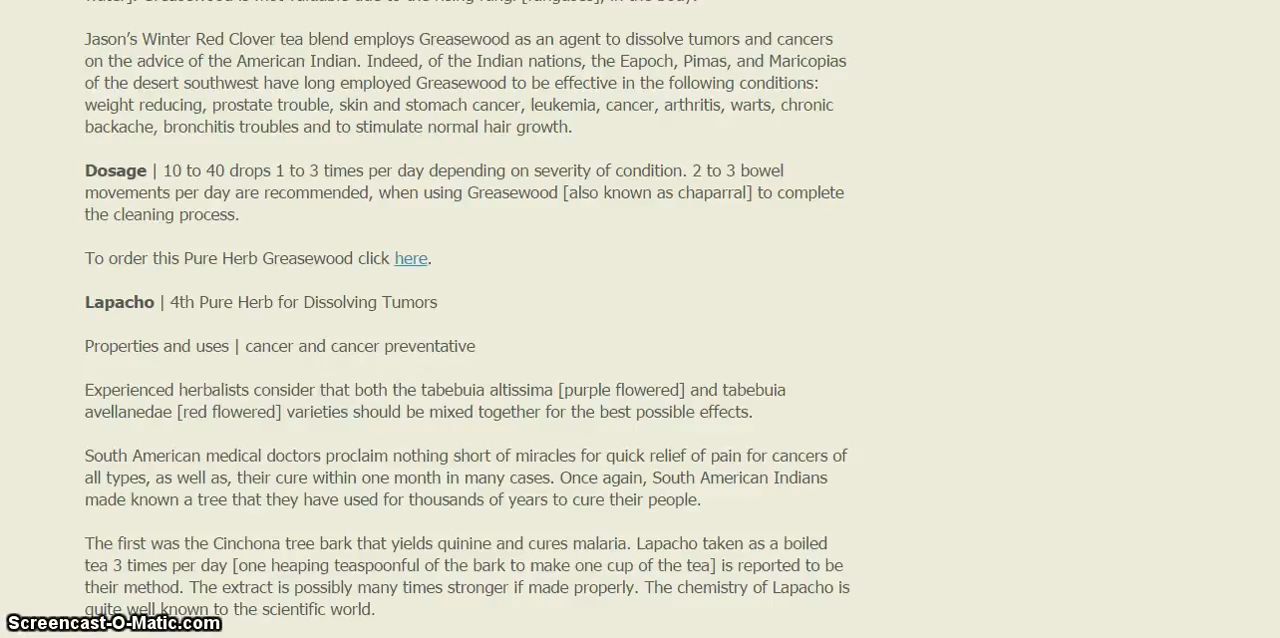 Jason's Winter Red Clover tea blend employs Greasewood as an agent to dissolve tumors and cancers
on the advice of the American Indian. Indeed, of the Indian nations, the Eapoch, Pimas, and Maricopias
of the desert southwest have long employed Greasewood to be effective in the following conditions:
weight reducing, prostate trouble, skin and stomach cancer, leukemia, cancer, arthritis, warts, chronic
backache, bronchitis troubles and to stimulate normal hair growth.
Dosage | 10 to 40 drops 1 to 3 times per day depending on severity of condition. 2 to 3 bowel
movements per day are recommended, when using Greasewood [also known as chaparral] to complete
the cleaning process.
To order this Pure Herb Greasewood click here.
Lapacho | 4th Pure Herb for Dissolving Tumors
Properties and uses | cancer and cancer preventative
Experienced herbalists consider that both the tabebuia altissima [purple flowered] and tabebuia
avellanedae [red flowered] varieties should be mixed together for the best possible effects.
South American medical doctors proclaim nothing short of miracles for quick relief of pain for cancers of
all types, as well as, their cure within one month in many cases. Once again, South American Indians
made known a tree that they have used for thousands of years to cure their people.
The first was the Cinchona tree bark that yields quinine and cures malaria. Lapacho taken as a boiled
tea 3 times per day [one heaping teaspoonful of the bark to make one cup of the tea] is reported to be
their method. The extract is possibly many times stronger if made properly. The chemistry of Lapacho is
quite well known to the scientific world.
Screencast-O-Matic.com